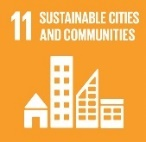 11 SUSTAINABLE CITIES
AND COMMUNITIES